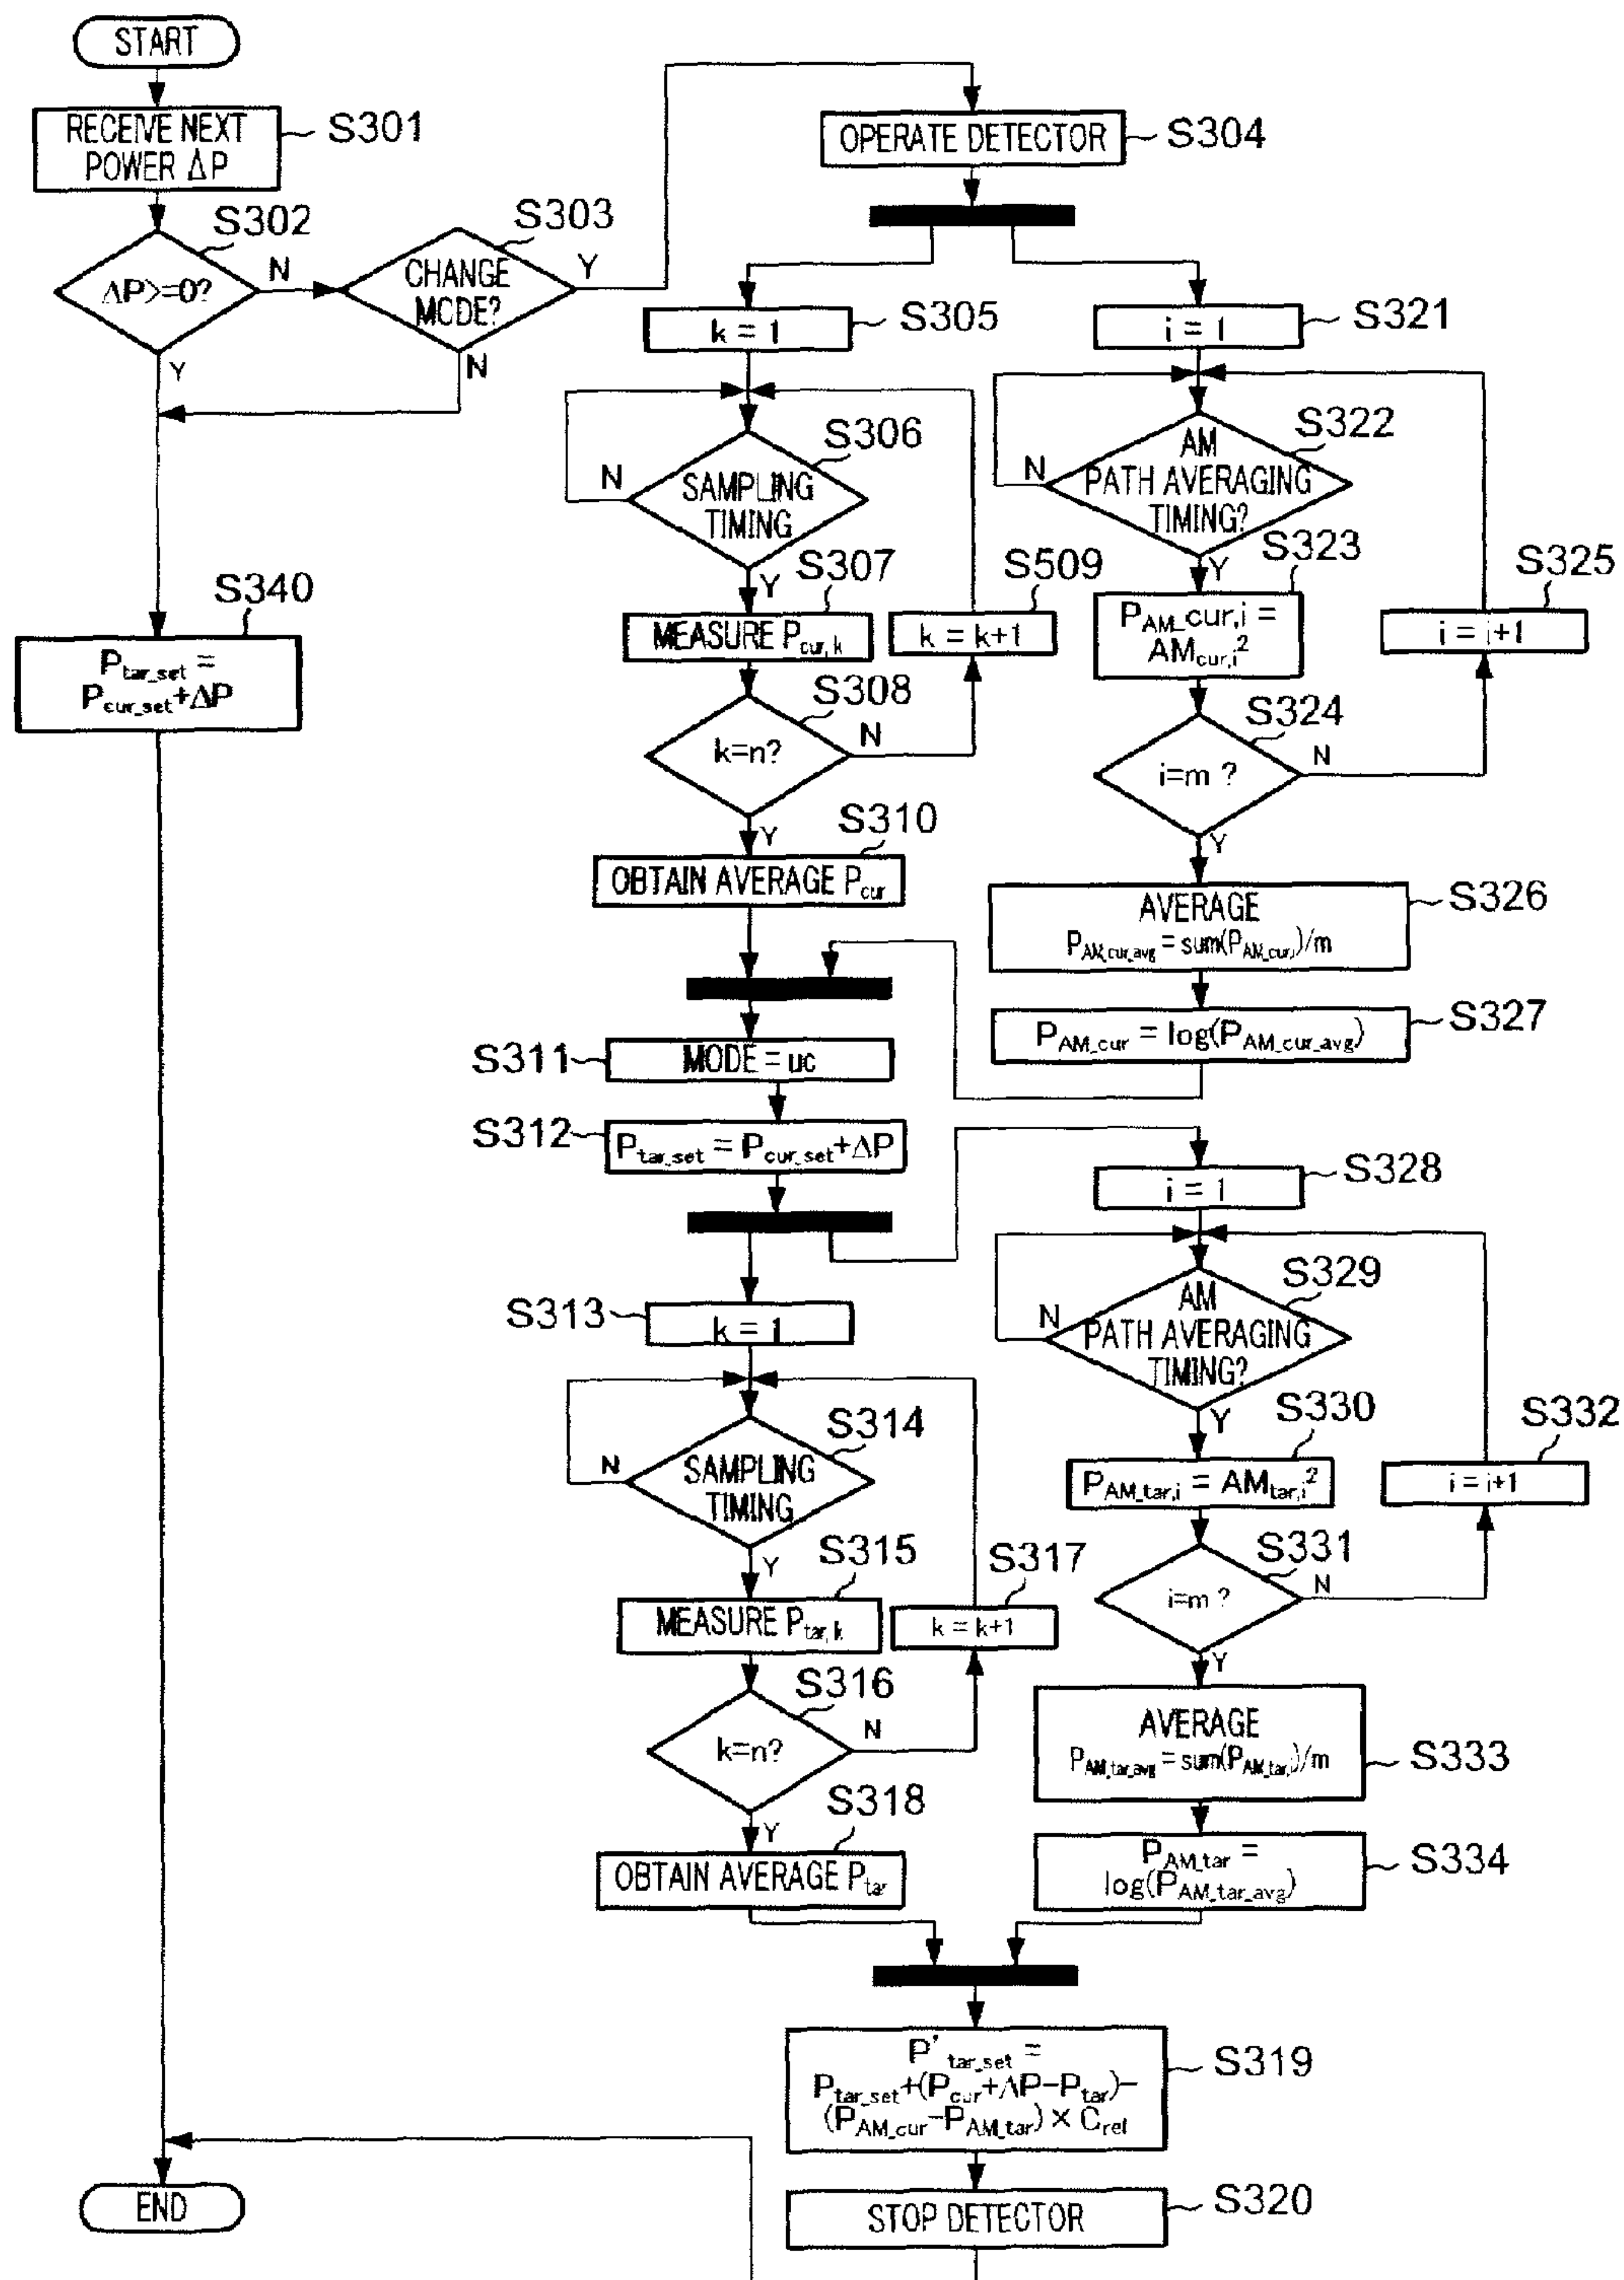 START
RECEIVE NEXT
POWER ΔP
S301
S302
ΔP>=0?
N
Y
S303
CHANGE
MODE?
Y
N
S340
P_tar_set =
P_cur_set+ΔP
OPERATE DETECTOR
S304
k = 1
S305
S306
SAMPLING
TIMING
N
Y
S307
MEASURE P_cur,k
S509
k = k+1
S308
k=n?
N
Y
S310
OBTAIN AVERAGE P_cur
i = 1
S321
S322
AM
PATH AVERAGING
TIMING?
N
Y
S323
P_AM_cur,i =
AM_cur,i²
S325
i = i+1
S324
i=m ?
N
Y
S326
AVERAGE
P_AM_cur_avg = sum(P_AM_cur,i)/m
P_AM_cur = log(P_AM_cur_avg)
S327
S311
MODE = uc
S312
P_tar_set = P_cur_set+ΔP
S313
k = 1
S314
SAMPLING
TIMING
N
Y
S315
MEASURE P_tar,k
S317
k = k+1
S316
k=n?
N
Y
S318
OBTAIN AVERAGE P_tar
S328
i = 1
S329
AM
PATH AVERAGING
TIMING?
N
Y
S330
P_AM_tar,i = AM_tar,i²
S332
i = i+1
S331
i=m ?
N
Y
AVERAGE
P_AM_tar_avg = sum(P_AM_tar,i)/m
S333
P_AM_tar =
log(P_AM_tar_avg)
S334
P'_tar_set =
P_tar_set+(P_cur+ΔP-P_tar)-
(P_AM_cur-P_AM_tar) × C_rel
S319
STOP DETECTOR
S320
END